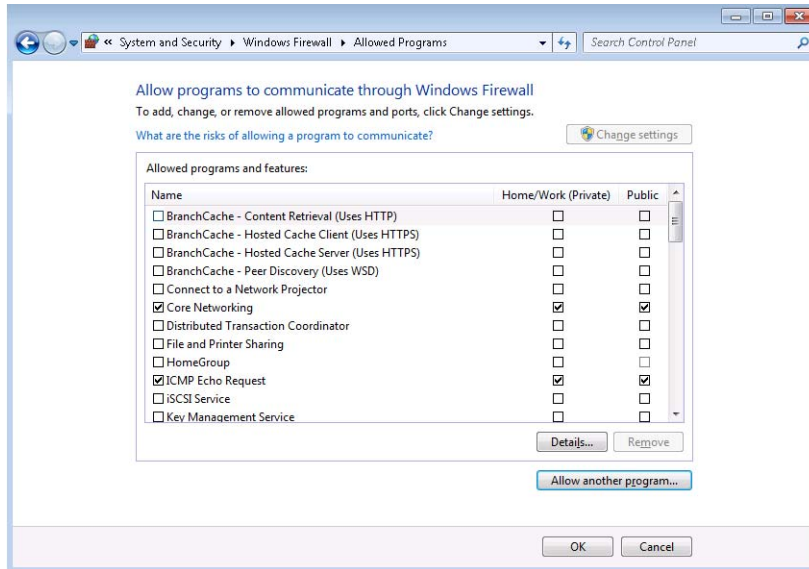 « System and Security ▸ Windows Firewall ▸ Allowed Programs Search Control Panel
Allow programs to communicate through Windows Firewall
To add, change, or remove allowed programs and ports, click Change settings.
What are the risks of allowing a program to communicate? Change settings
Allowed programs and features:
Name Home/Work (Private) Public
BranchCache - Content Retrieval (Uses HTTP)
BranchCache - Hosted Cache Client (Uses HTTPS)
BranchCache - Hosted Cache Server (Uses HTTPS)
BranchCache - Peer Discovery (Uses WSD)
Connect to a Network Projector
Core Networking
Distributed Transaction Coordinator
File and Printer Sharing
HomeGroup
ICMP Echo Request
iSCSI Service
Key Management Service
Details... Remove
Allow another program...
OK Cancel